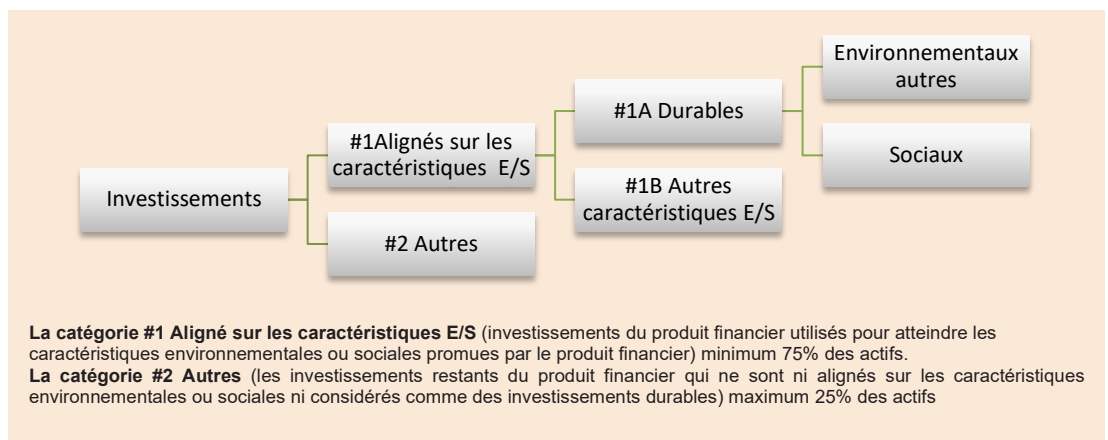 Investissements
#1Alignés sur les
caractéristiques E/S
#2 Autres
#1A Durables
#1B Autres
caractéristiques E/S
Environnementaux
autres
Sociaux
La catégorie #1 Aligné sur les caractéristiques E/S (investissements du produit financier utilisés pour atteindre les
caractéristiques environnementales ou sociales promues par le produit financier) minimum 75% des actifs.
La catégorie #2 Autres (les investissements restants du produit financier qui ne sont ni alignés sur les caractéristiques
environnementales ou sociales ni considérés comme des investissements durables) maximum 25% des actifs